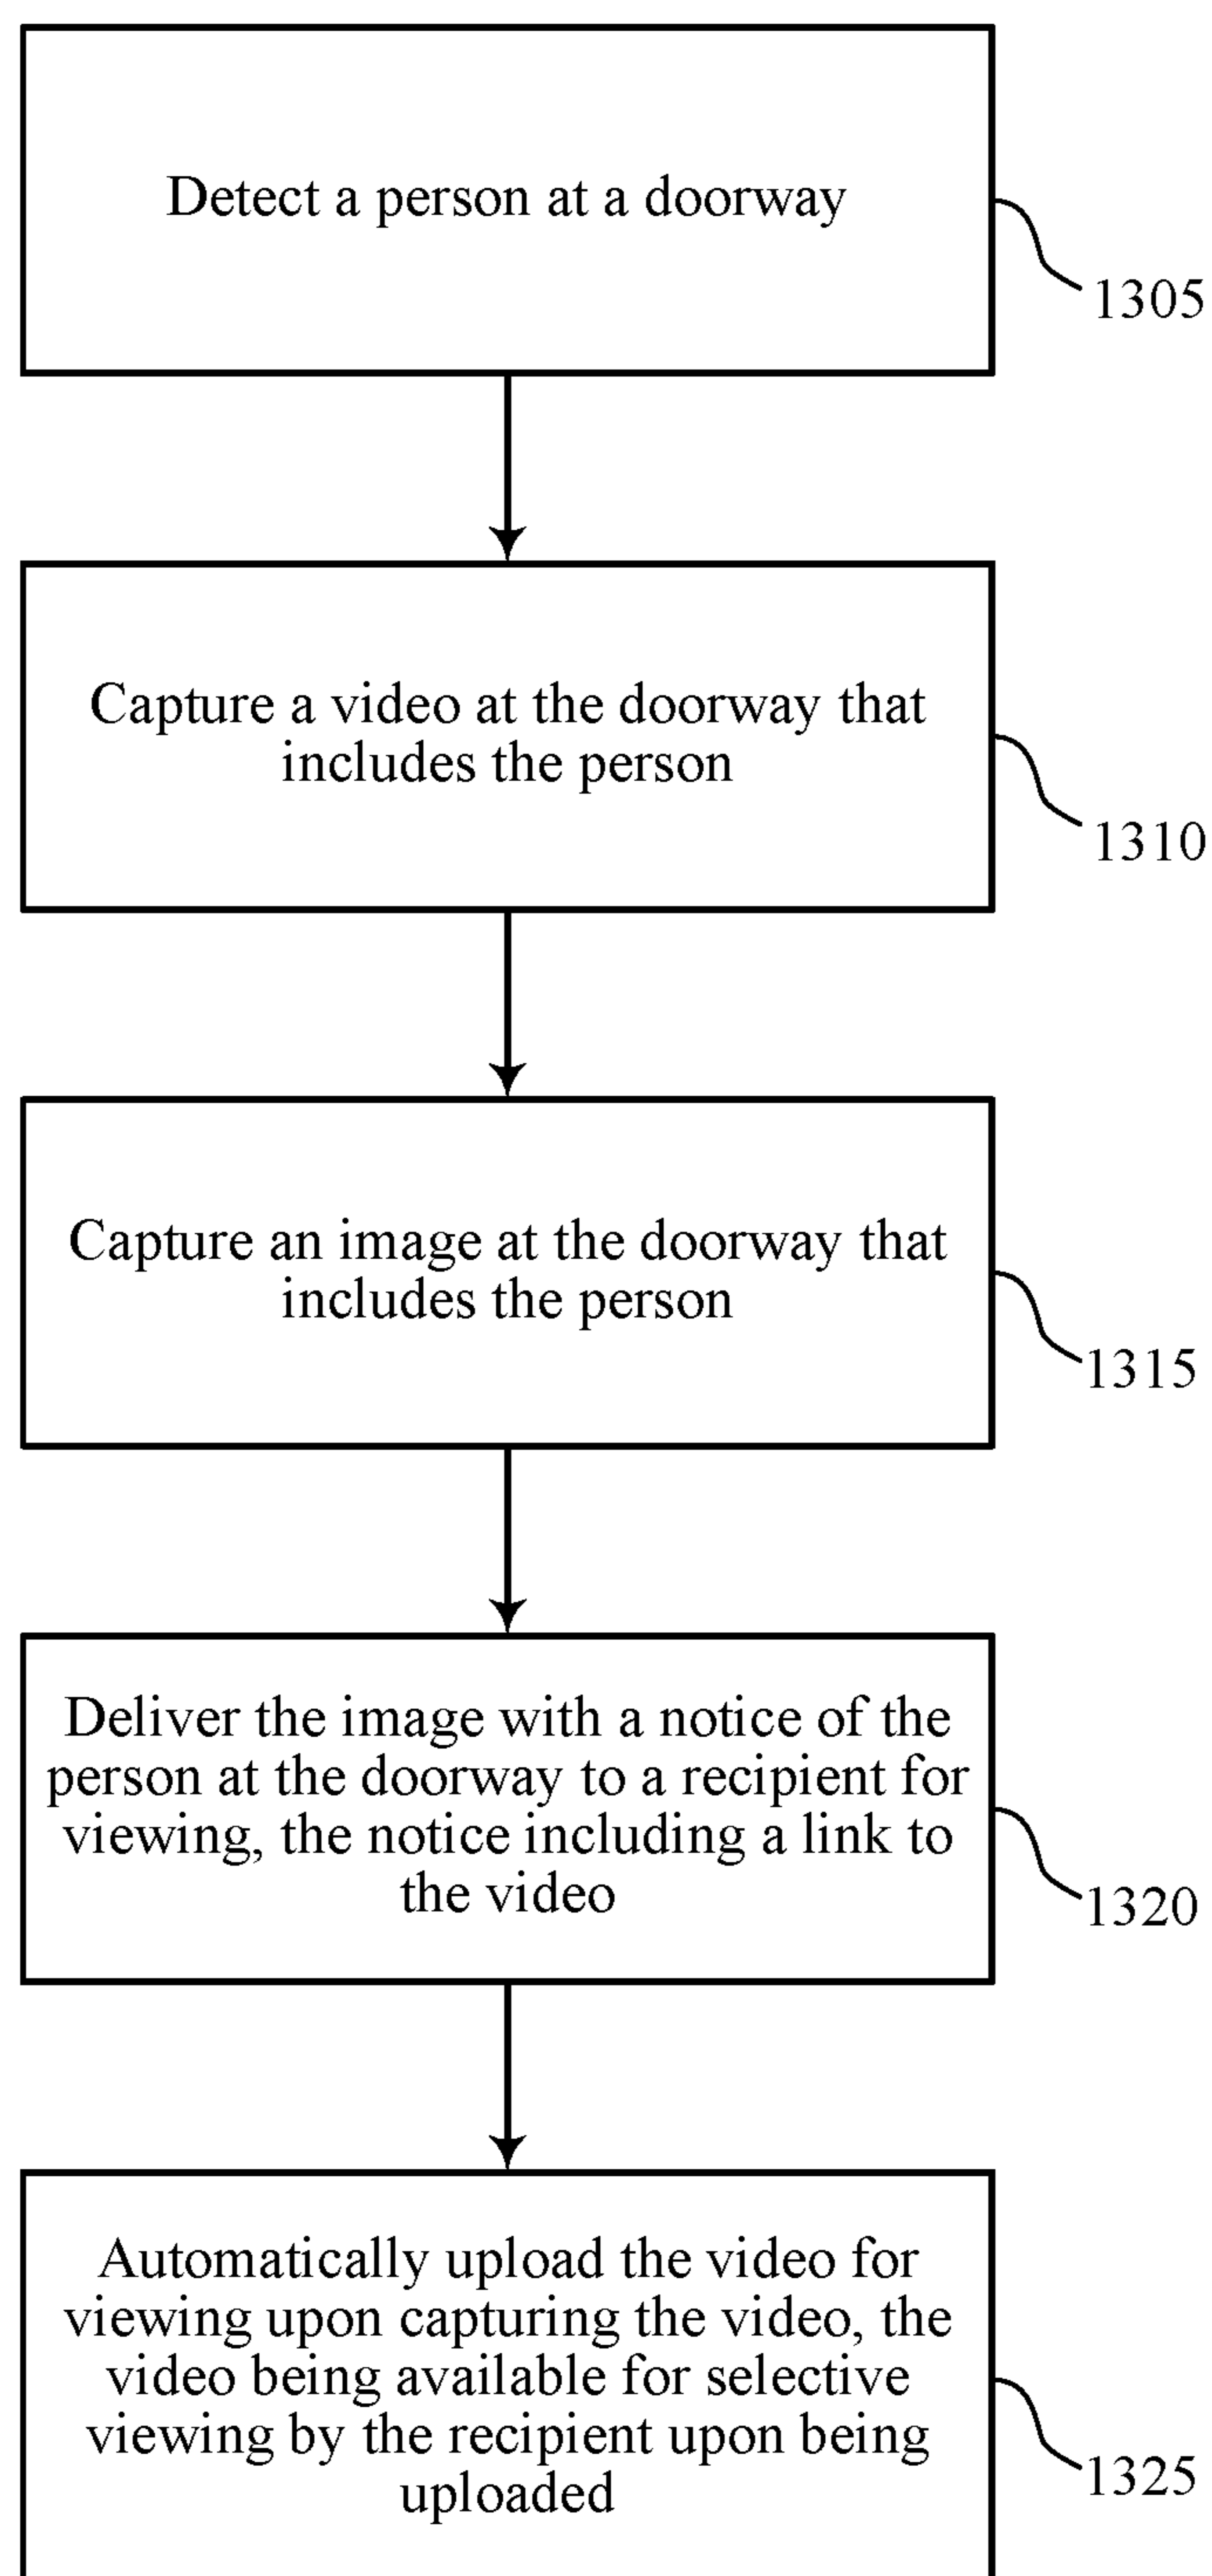 Detect a person at a doorway
1305
Capture a video at the doorway that
includes the person
1310
Capture an image at the doorway that
includes the person
1315
Deliver the image with a notice of the
person at the doorway to a recipient for
viewing, the notice including a link to
the video
1320
Automatically upload the video for
viewing upon capturing the video, the
video being available for selective
viewing by the recipient upon being
uploaded
1325